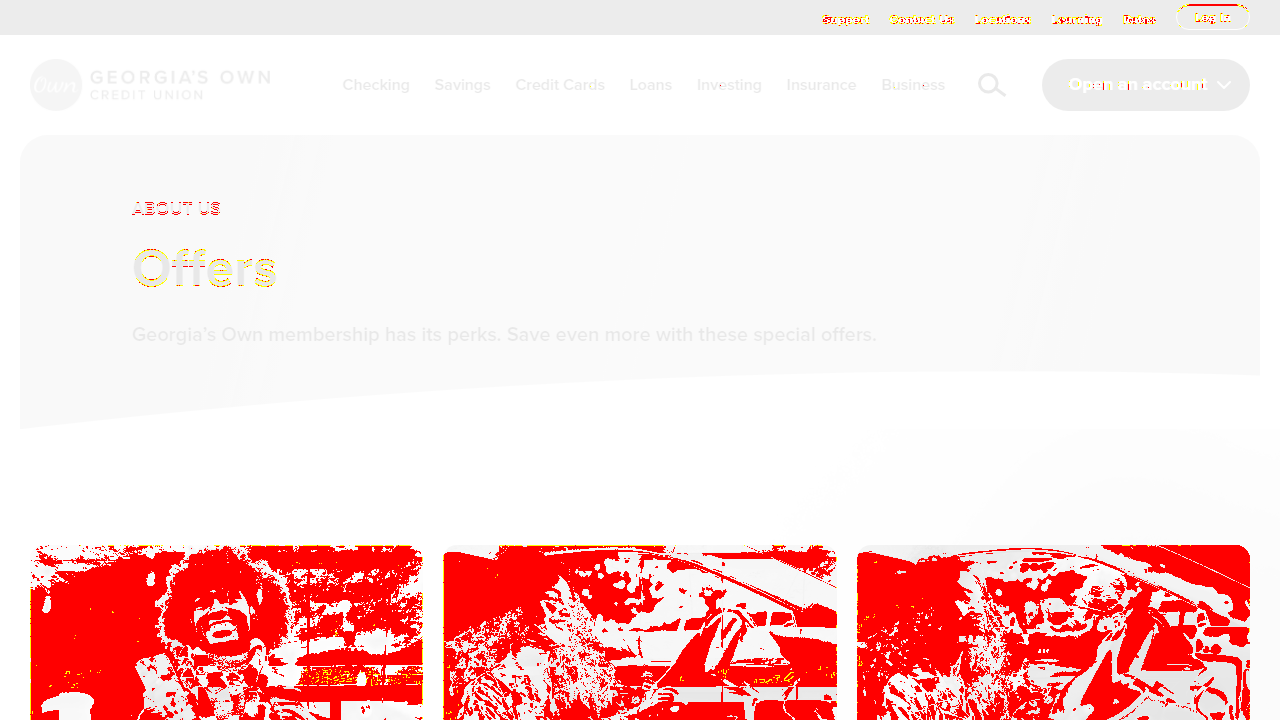 Support Contact Us Locations Learning Rates Log In
Own GEORGIA'S OWN
CREDIT UNION
Checking Savings Credit Cards Loans Investing Insurance Business Open an account
ABOUT US
Offers
Georgia's Own membership has its perks. Save even more with these special offers.